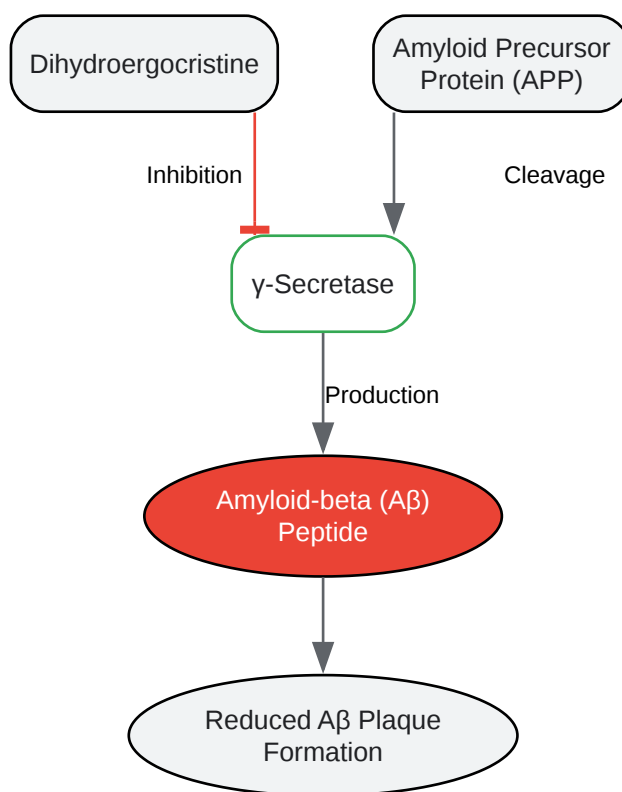 Dihydroergocristine
Amyloid Precursor
Protein (APP)
Inhibition
Cleavage
γ-Secretase
Production
Amyloid-beta (Aβ)
Peptide
Reduced Aβ Plaque
Formation